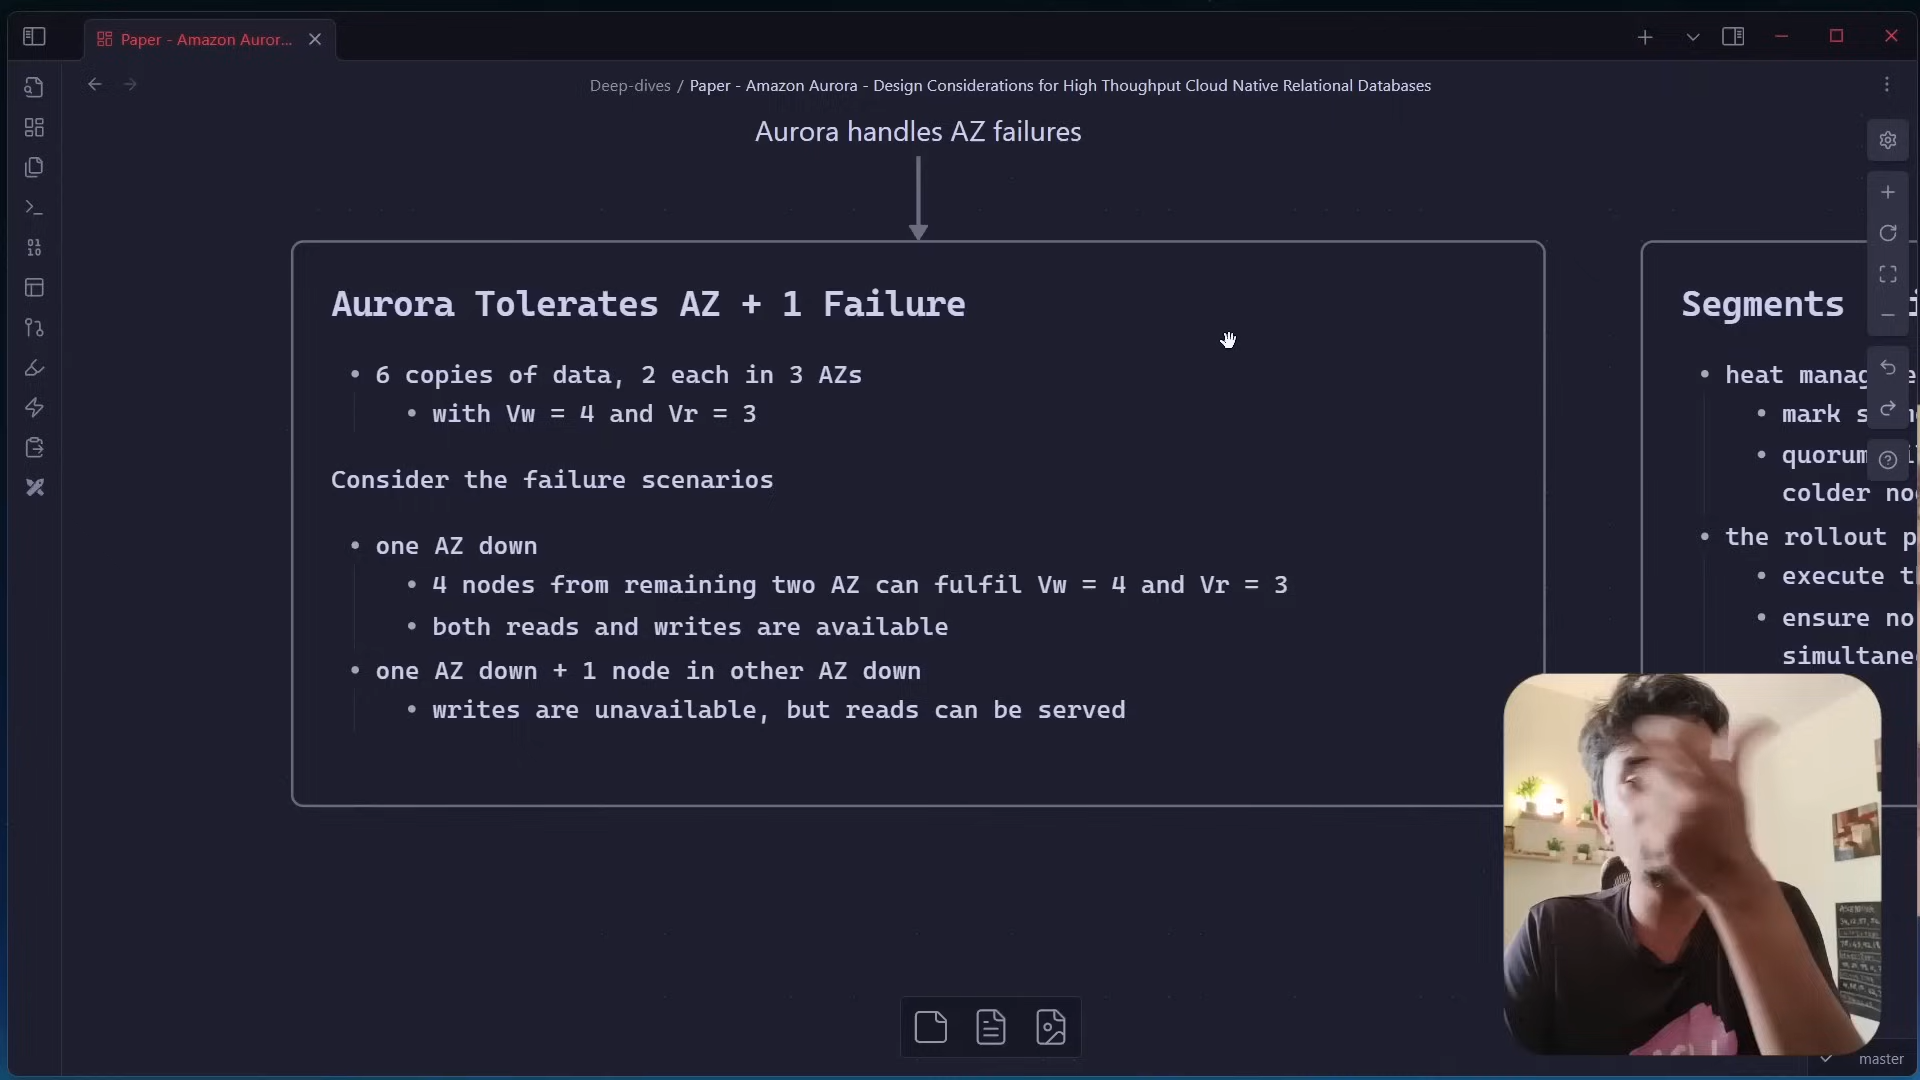 Paper - Amazon Auror...
Deep-dives / Paper - Amazon Aurora - Design Considerations for High Thoughput Cloud Native Relational Databases
Aurora handles AZ failures
Aurora Tolerates AZ + 1 Failure
• 6 copies of data, 2 each in 3 AZs
• with Vw = 4 and Vr = 3
Consider the failure scenarios
• one AZ down
• 4 nodes from remaining two AZ can fulfil Vw = 4 and Vr = 3
• both reads and writes are available
• one AZ down + 1 node in other AZ down
• writes are unavailable, but reads can be served
Segments
• heat manag
• mark s
• quorum
colder no
• the rollout p
• execute t
• ensure no
simultane
master